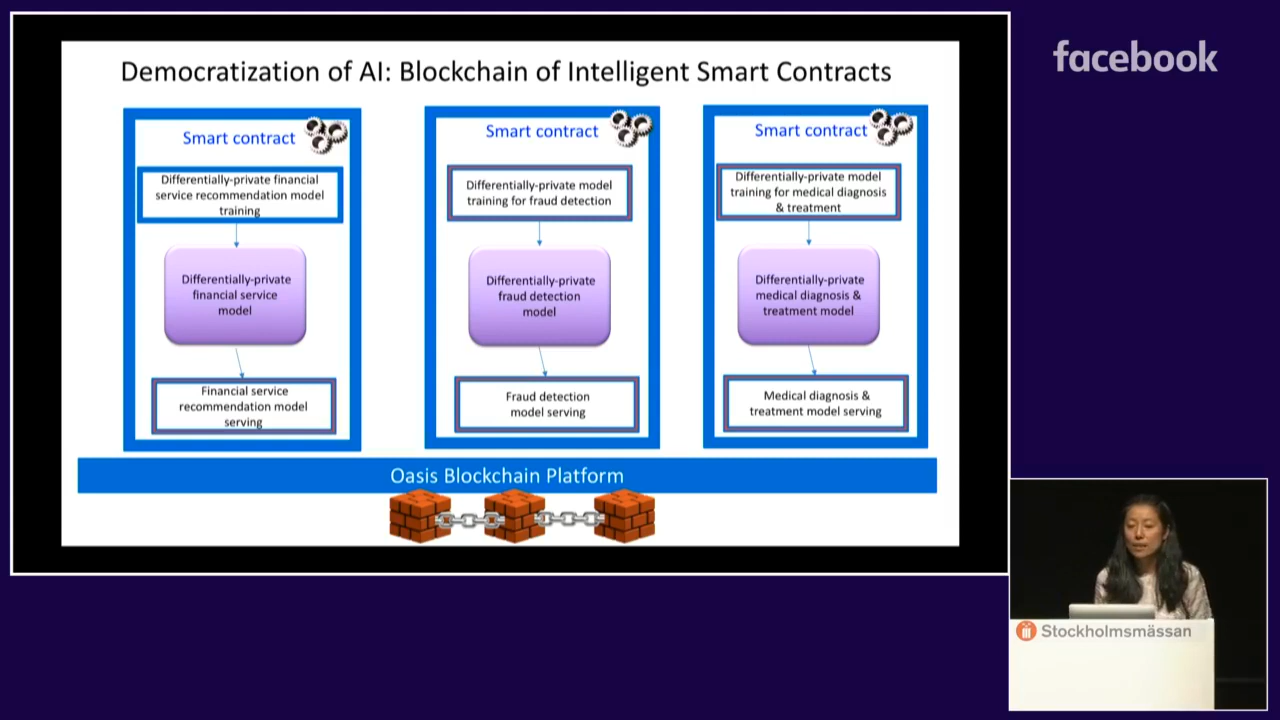 facebook
Democratization of AI: Blockchain of Intelligent Smart Contracts
Smart contract
Differentially-private financial
service recommendation model
training
Differentially-private
financial service
model
Financial service
recommendation model
serving
Smart contract
Differentially-private model
training for fraud detection
Differentially-private
fraud detection
model
Fraud detection
model serving
Smart contract
Differentially-private model
training for medical diagnosis
& treatment
Differentially-private
medical diagnosis &
treatment model
Medical diagnosis &
treatment model serving
Oasis Blockchain Platform
Stockholmsmässan